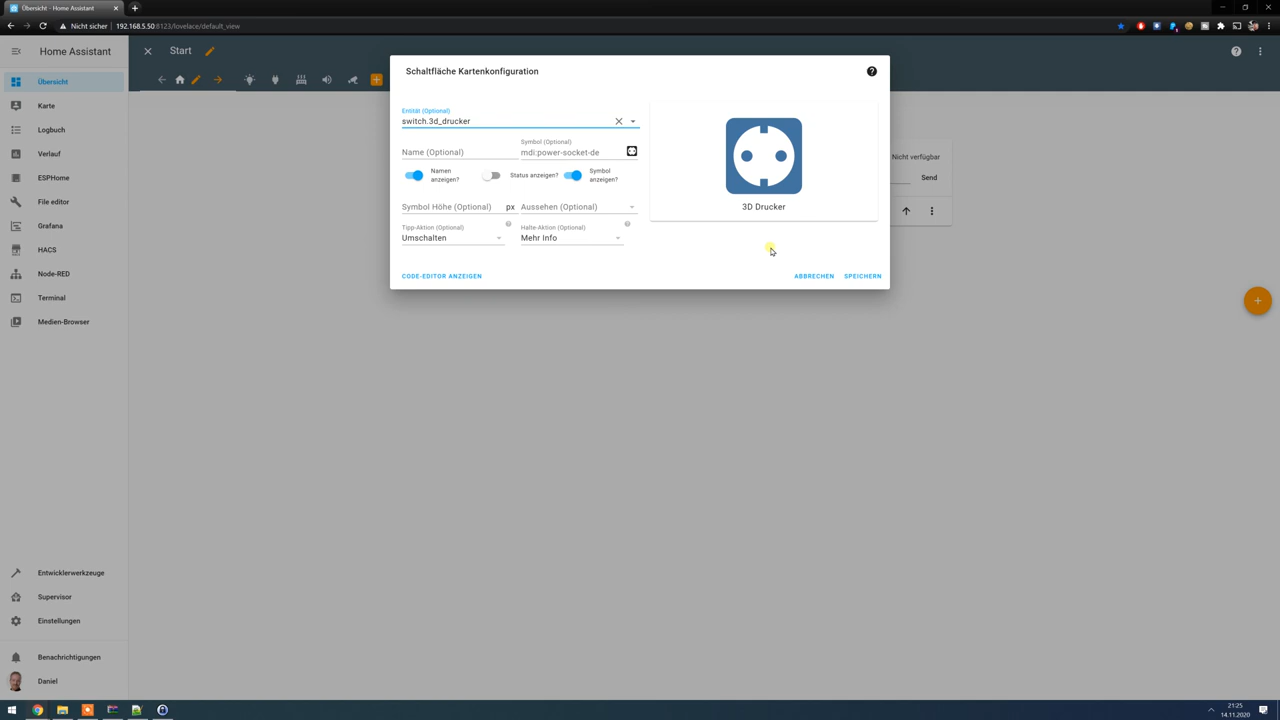 Übersicht - Home Assistant
Nicht sicher
192.168.5.50:8123/lovelace/default_view
Home Assistant
Start
Übersicht
Karte
Logbuch
Verlauf
ESPHome
File editor
Grafana
HACS
Node-RED
Terminal
Medien-Browser
Entwicklerwerkzeuge
Supervisor
Einstellungen
Benachrichtigungen
Daniel
Schaltfläche Kartenkonfiguration
Entität (Optional)
switch.3d_drucker
Name (Optional)
Symbol (Optional)
mdi:power-socket-de
Namen anzeigen?
Status anzeigen?
Symbol anzeigen?
Symbol Höhe (Optional) px
Aussehen (Optional)
Tipp-Aktion (Optional)
Umschalten
Halte-Aktion (Optional)
Mehr Info
3D Drucker
CODE-EDITOR ANZEIGEN
ABBRECHEN
SPEICHERN
Nicht verfügbar
Send
21:25
14.11.2020